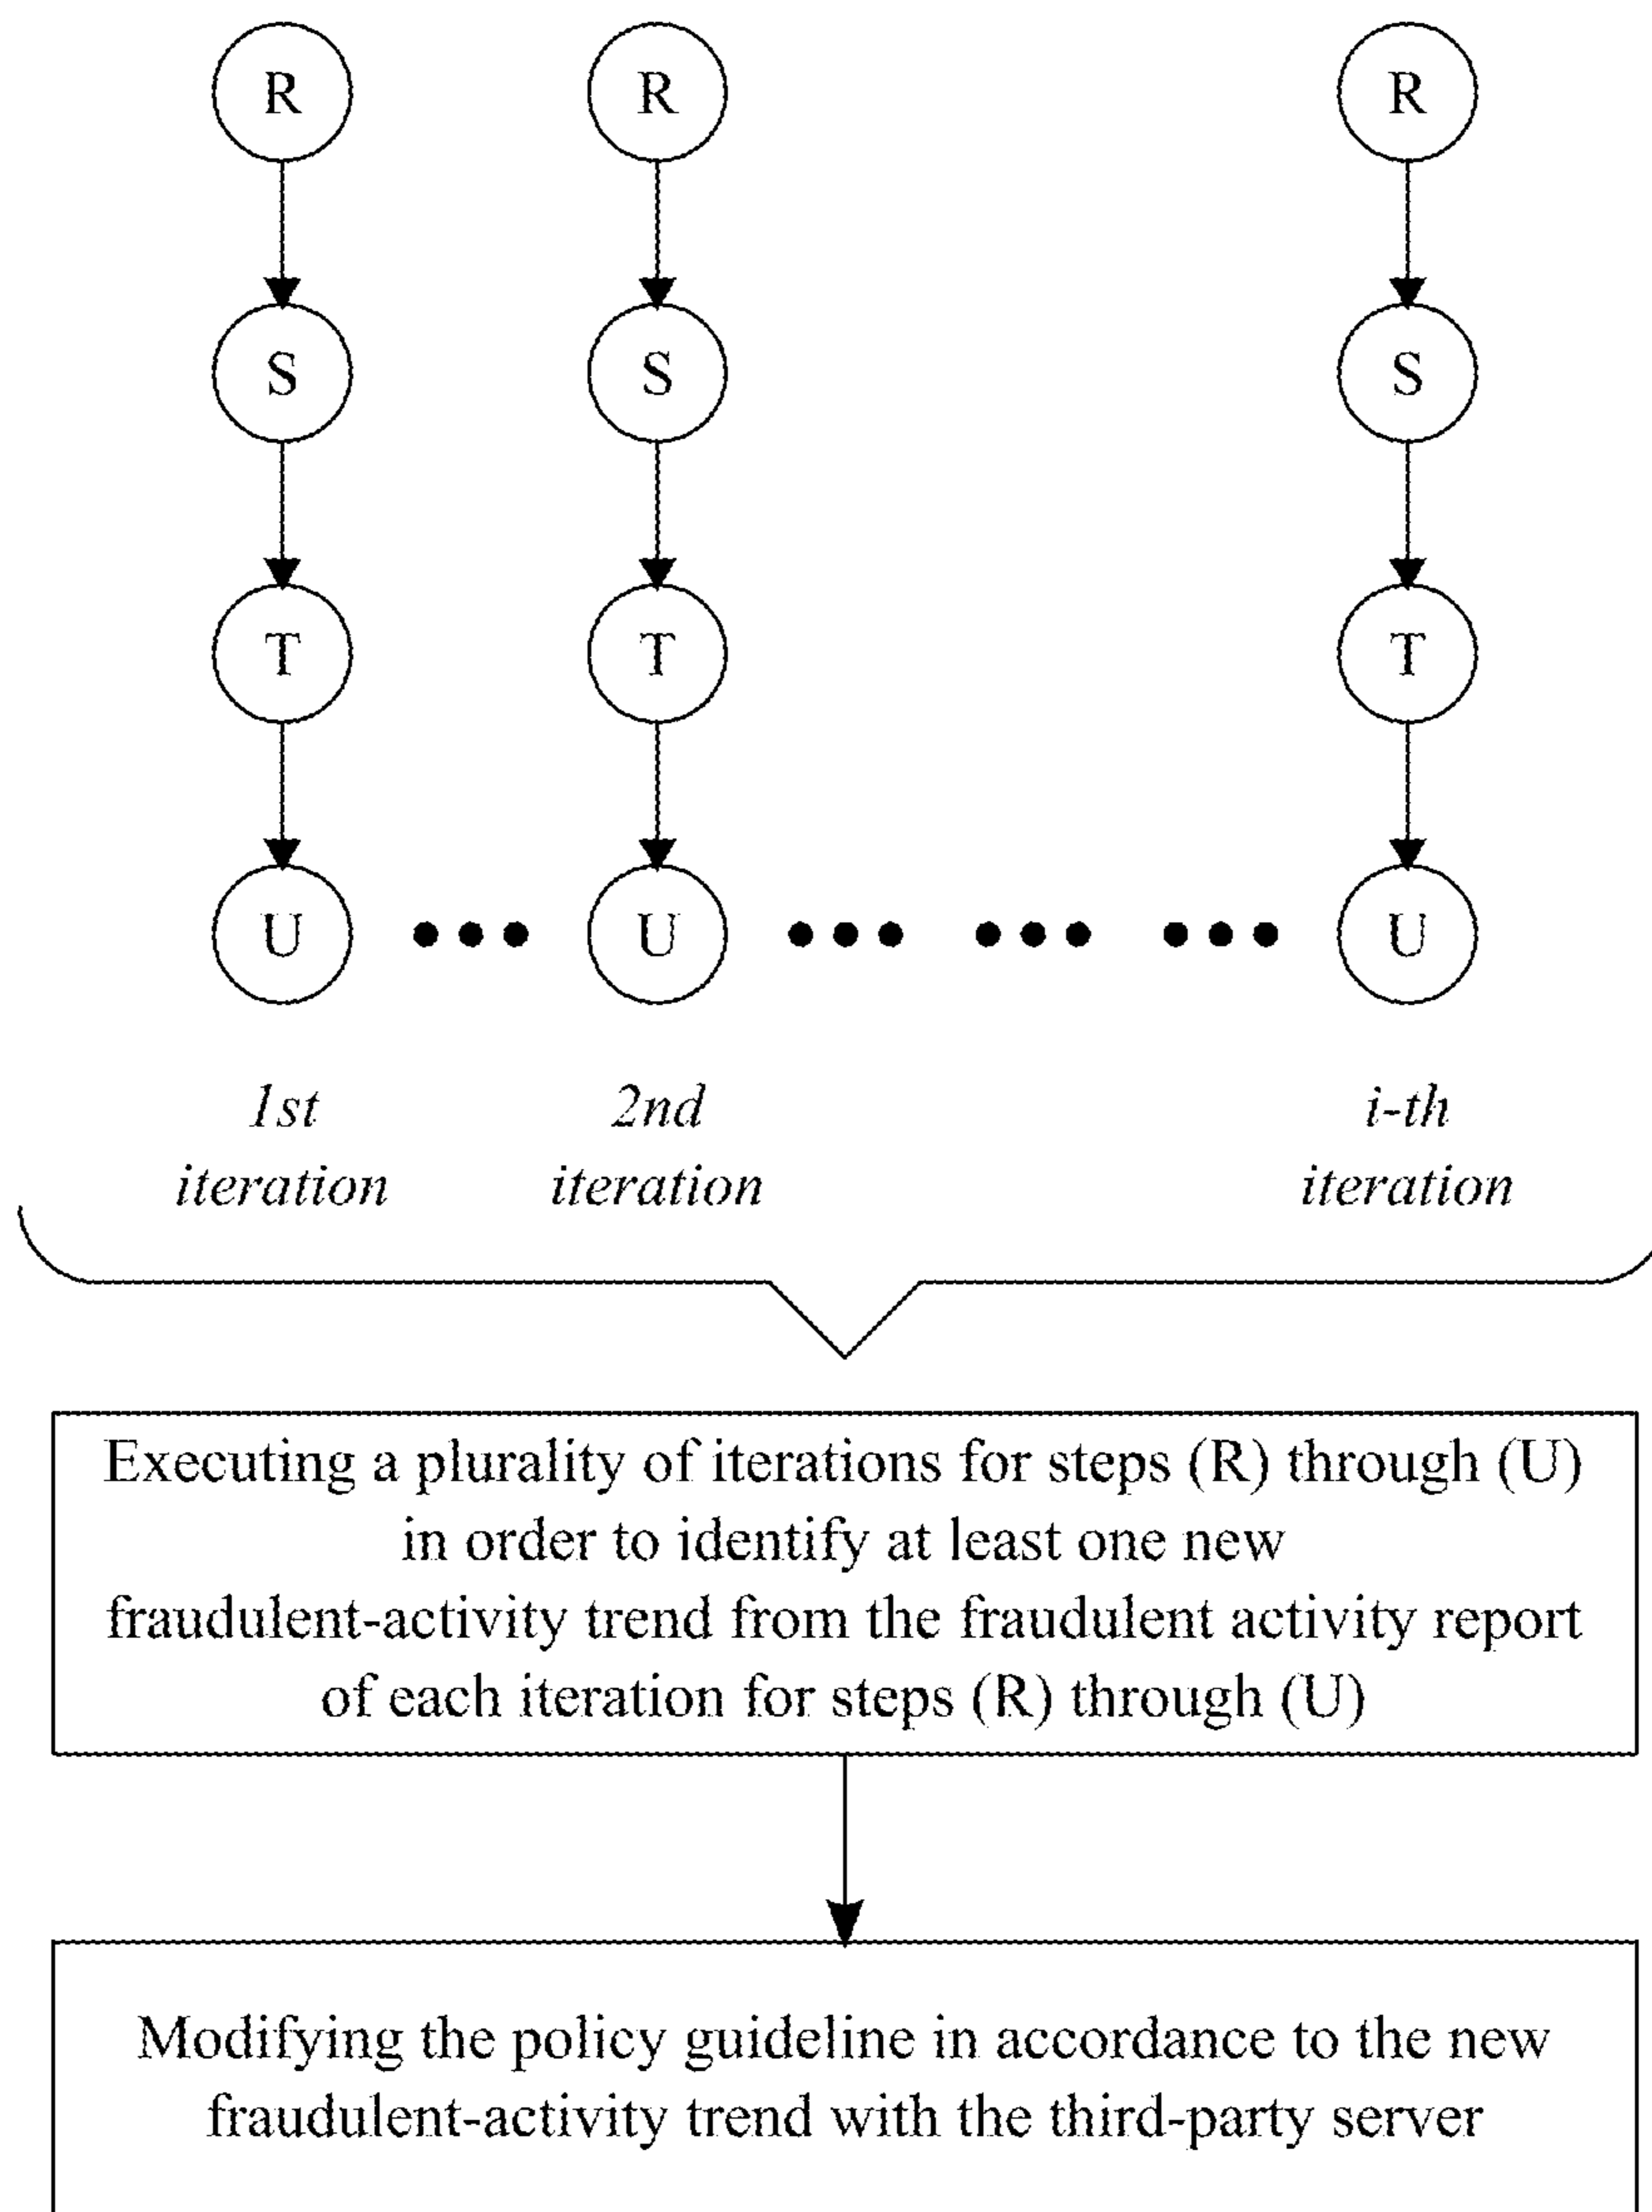 R R R
S S S
T T T
U U U
1st 2nd i-th
iteration iteration iteration
Executing a plurality of iterations for steps (R) through (U)
in order to identify at least one new
fraudulent-activity trend from the fraudulent activity report
of each iteration for steps (R) through (U)
Modifying the policy guideline in accordance to the new
fraudulent-activity trend with the third-party server